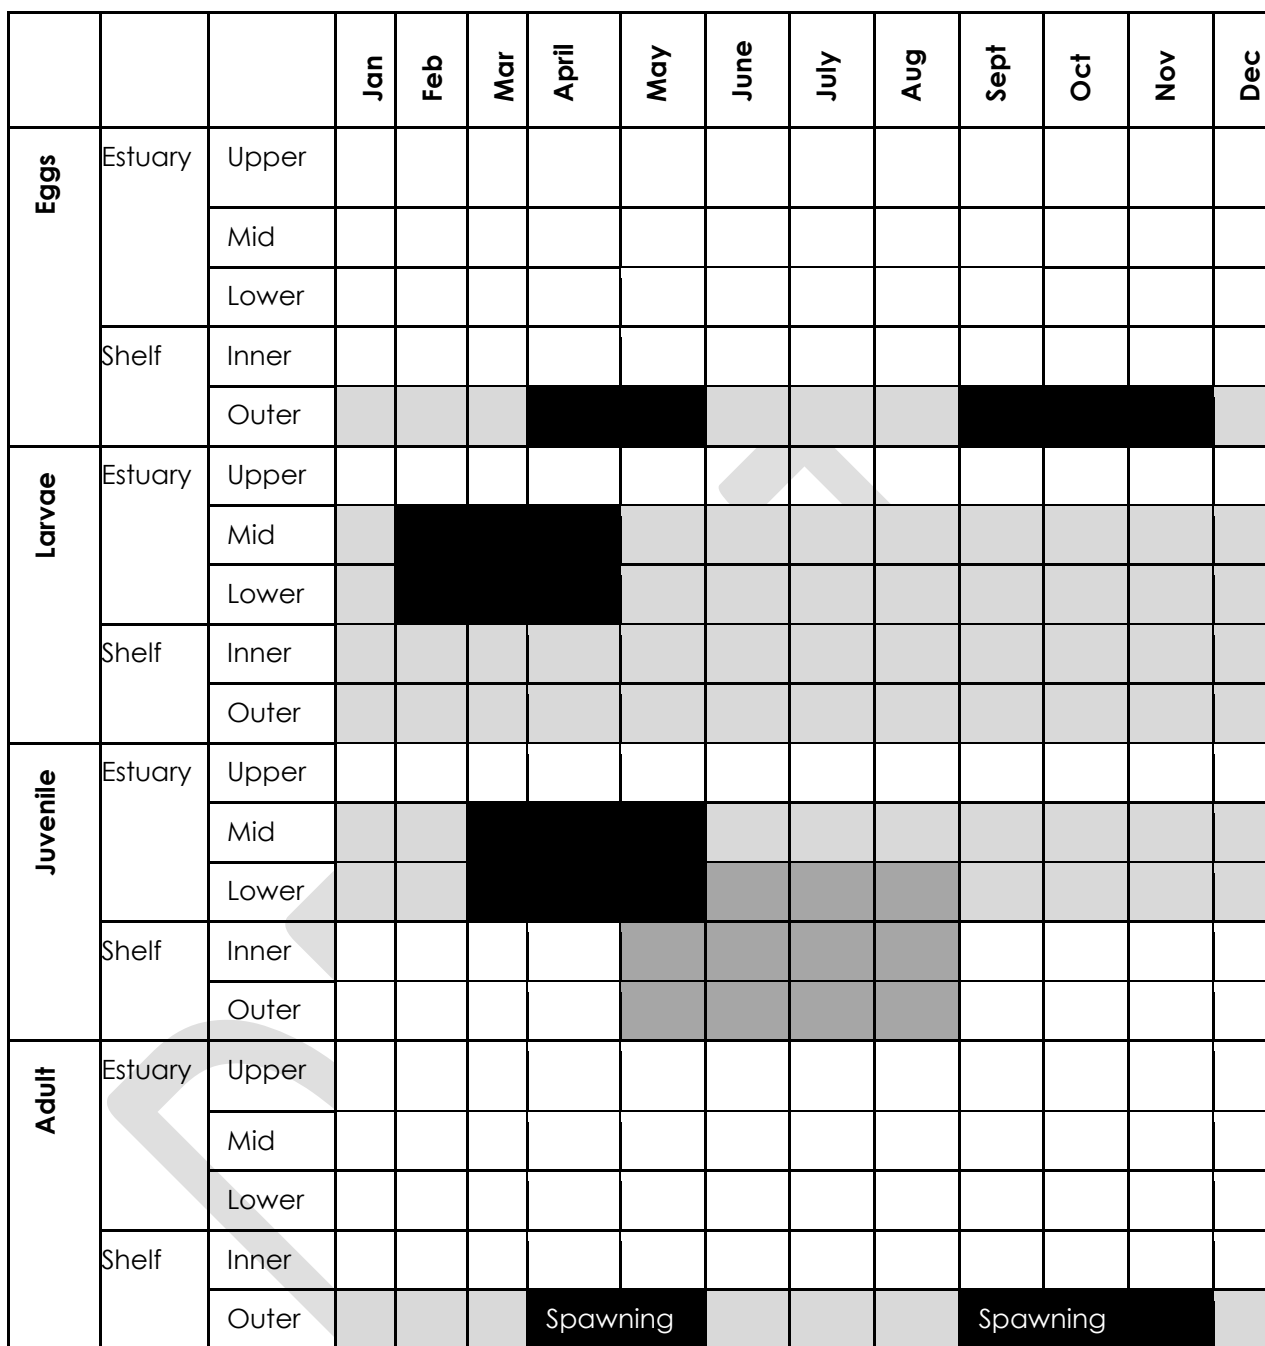 Jan Feb Mar April May June July Aug Sept Oct Nov Dec
Eggs Estuary Upper
Mid
Lower
Shelf Inner
Outer
Larvae Estuary Upper
Mid
Lower
Shelf Inner
Outer
Juvenile Estuary Upper
Mid
Lower
Shelf Inner
Outer
Adult Estuary Upper
Mid
Lower
Shelf Inner
Outer Spawning Spawning